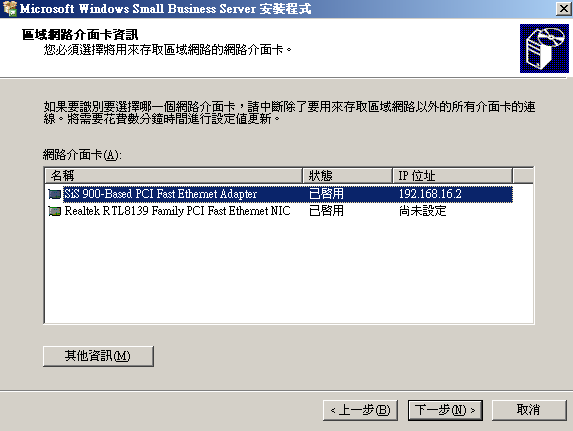 Microsoft Windows Small Business Server 安裝程式
區域網路介面卡資訊
您必須選擇將用來存取區域網路的網路介面卡。
如果要識別要選擇哪一個網路介面卡，請中斷除了要用來存取區域網路以外的所有介面卡的連
線。將需要花費數分鐘時間進行設定值更新。
網路介面卡(A):
名稱 狀態 IP 位址
SiS 900-Based PCI Fast Ethernet Adapter 已啓用 192.168.16.2
Realtek RTL8139 Family PCI Fast Ethernet NIC 已啓用 尚未設定
其他資訊(M)
< 上一步(B) 下一步(N) > 取消